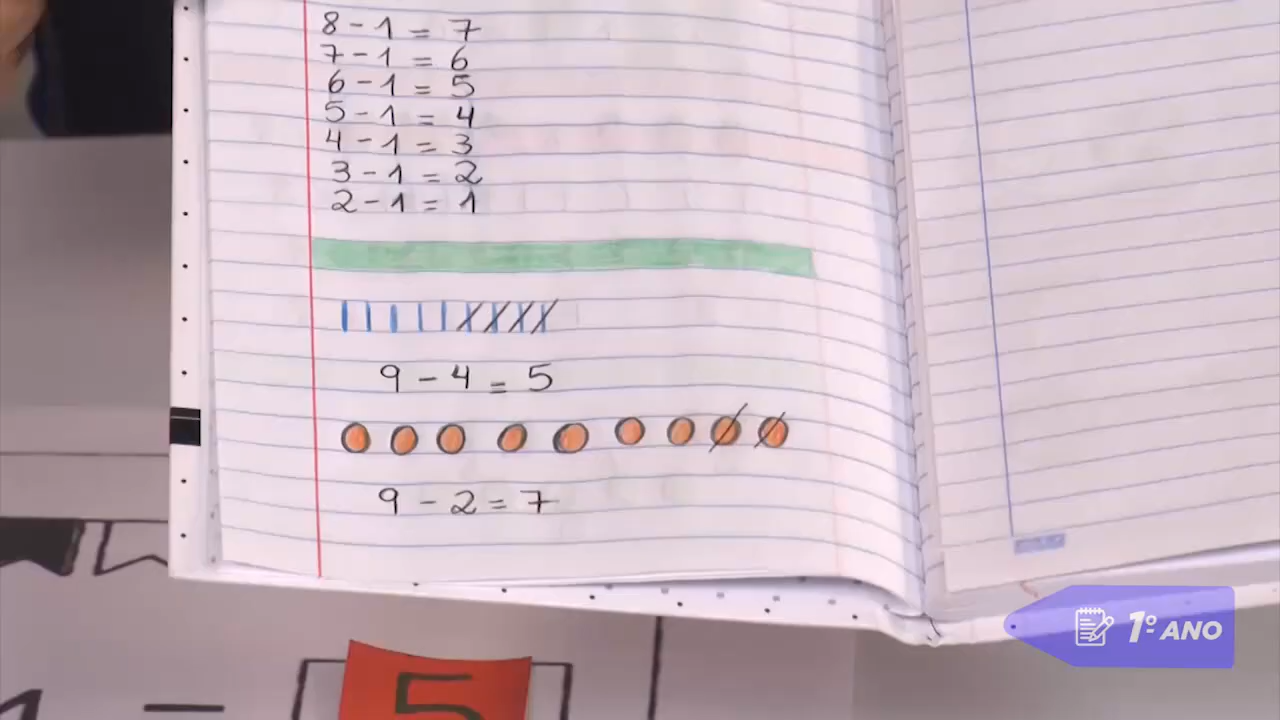 8 - 1 = 7
7 - 1 = 6
6 - 1 = 5
5 - 1 = 4
4 - 1 = 3
3 - 1 = 2
2 - 1 = 1
9 - 4 = 5
9 - 2 = 7
1º ANO
- 5